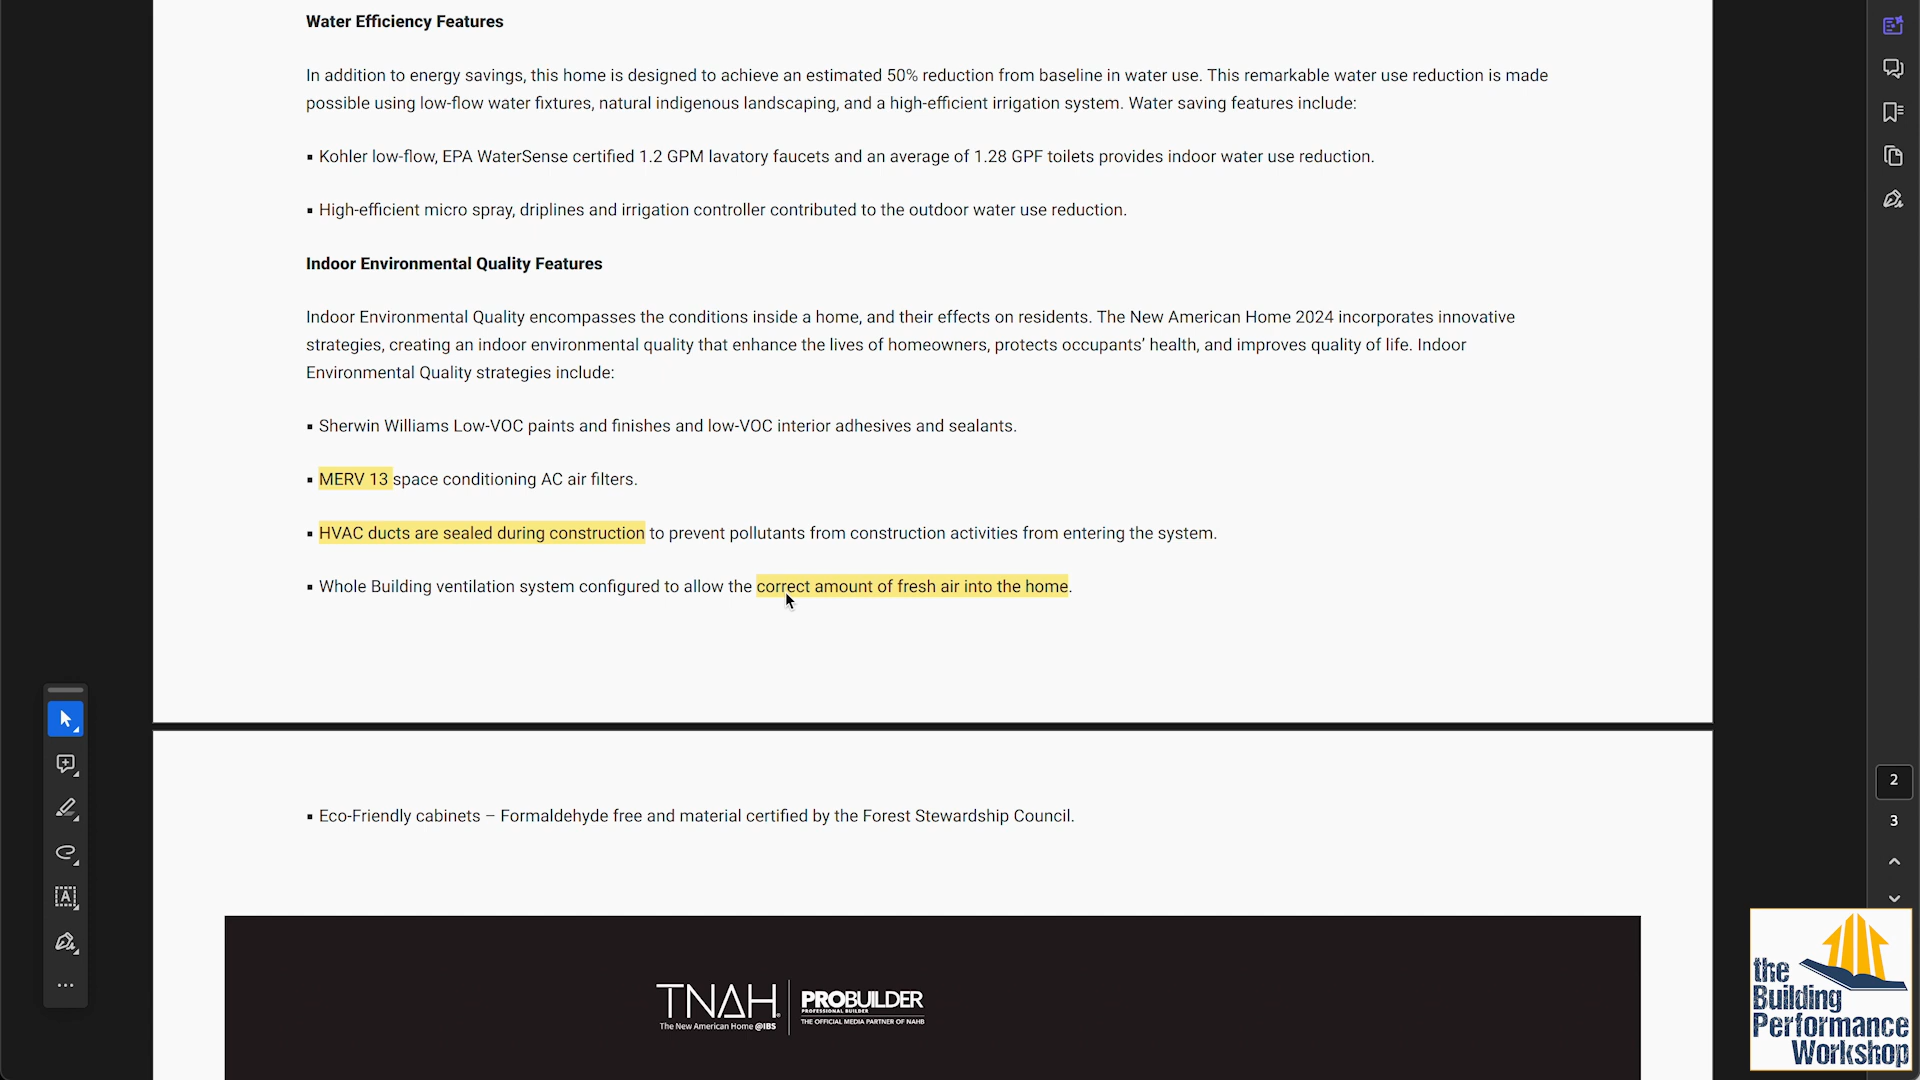 Water Efficiency Features
In addition to energy savings, this home is designed to achieve an estimated 50% reduction from baseline in water use. This remarkable water use reduction is made
possible using low-flow water fixtures, natural indigenous landscaping, and a high-efficient irrigation system. Water saving features include:
▪ Kohler low-flow, EPA WaterSense certified 1.2 GPM lavatory faucets and an average of 1.28 GPF toilets provides indoor water use reduction.
▪ High-efficient micro spray, driplines and irrigation controller contributed to the outdoor water use reduction.
Indoor Environmental Quality Features
Indoor Environmental Quality encompasses the conditions inside a home, and their effects on residents. The New American Home 2024 incorporates innovative
strategies, creating an indoor environmental quality that enhance the lives of homeowners, protects occupants’ health, and improves quality of life. Indoor
Environmental Quality strategies include:
▪ Sherwin Williams Low-VOC paints and finishes and low-VOC interior adhesives and sealants.
▪ MERV 13 space conditioning AC air filters.
▪ HVAC ducts are sealed during construction to prevent pollutants from construction activities from entering the system.
▪ Whole Building ventilation system configured to allow the correct amount of fresh air into the home.
2
3
▪ Eco-Friendly cabinets – Formaldehyde free and material certified by the Forest Stewardship Council.
TNAH
The New American Home @IBS
PROBUILDER
PROFESSIONAL BUILDER
THE OFFICIAL MEDIA PARTNER OF NAHB
the
Building
Performance
Workshop